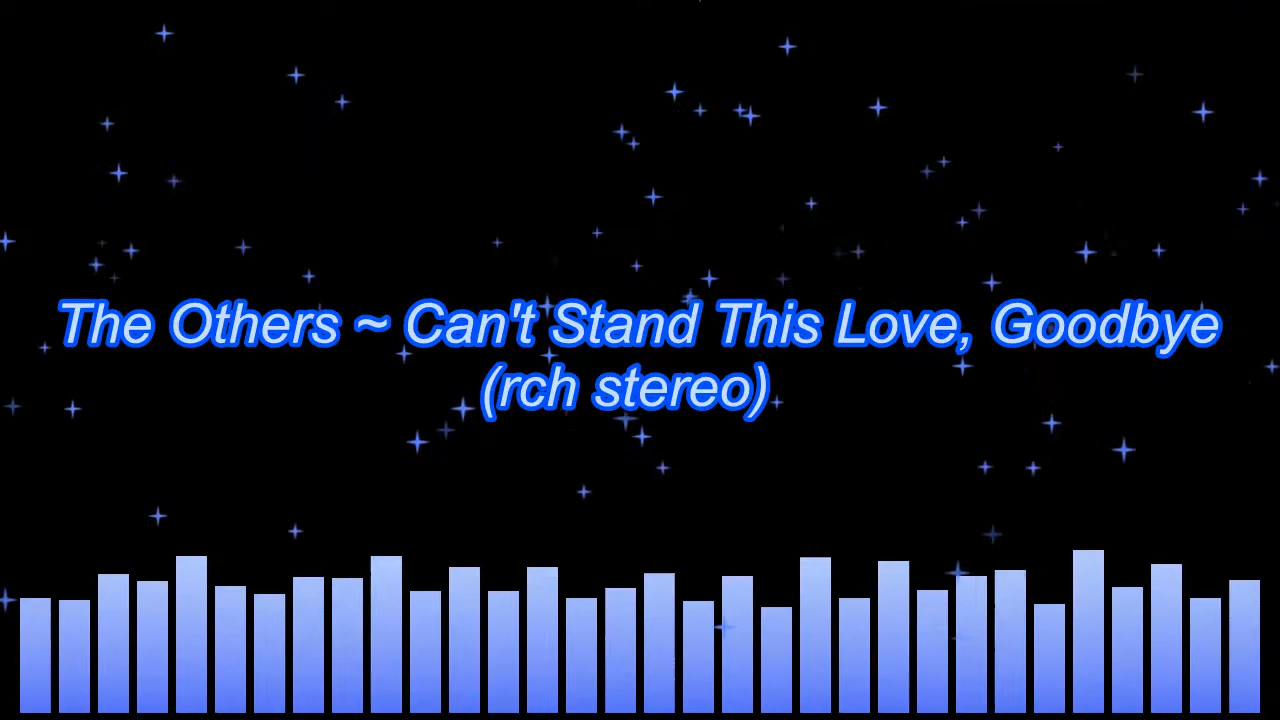 The Others ~ Can't Stand This Love, Goodbye
(rch stereo)